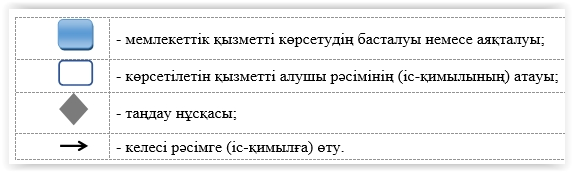 - мемлекеттік қызметті көрсетудің басталуы немесе аяқталуы;
- көрсетілетін қызметті алушы рәсімінің (іс-қимылының) атауы;
- таңдау нұсқасы;
- келесі рәсімге (іс-қимылға) өту.